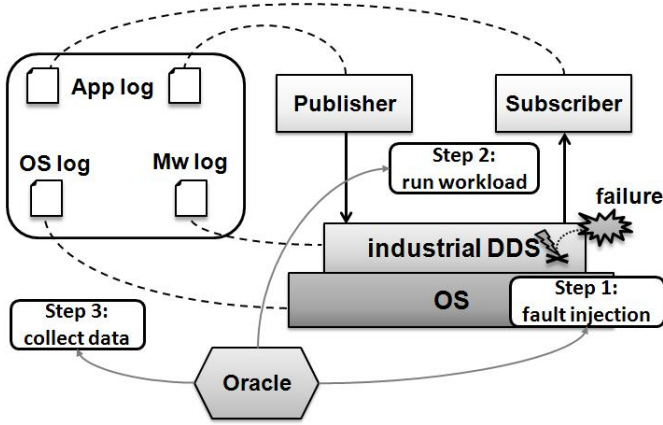 App log
Publisher
Subscriber
OS log
Mw log
Step 2:
run workload
failure
industrial DDS
OS
Step 1:
fault injection
Step 3:
collect data
Oracle